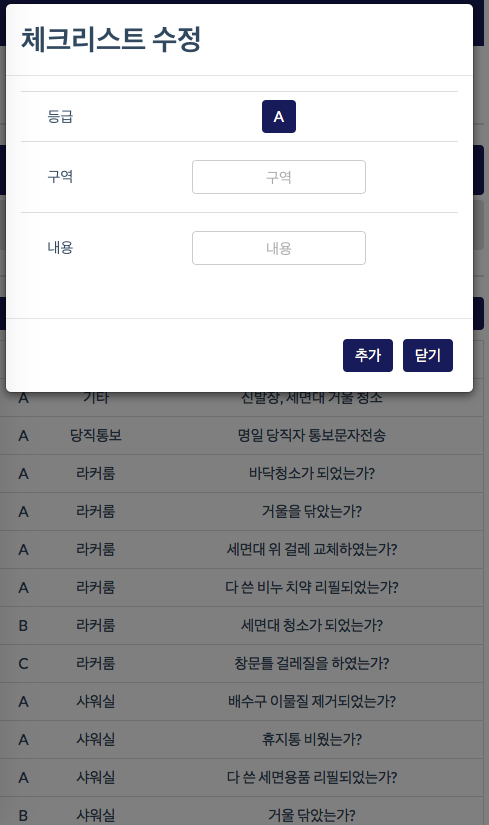 체크리스트 수정
등급 A
구역 구역
내용 내용
추가 닫기
A 기타 신발장, 세면대 거울 청소
A 당직통보 명일 당직자 통보문자전송
A 라커룸 바닥청소가 되었는가?
A 라커룸 거울을 닦았는가?
A 라커룸 세면대 위 걸레 교체하였는가?
A 라커룸 다 쓴 비누 치약 리필되었는가?
B 라커룸 세면대 청소가 되었는가?
C 라커룸 창문틀 걸레질을 하였는가?
A 샤워실 배수구 이물질 제거되었는가?
A 샤워실 휴지통 비웠는가?
A 샤워실 다 쓴 세면용품 리필되었는가?
B 샤워실 거울 닦았는가?